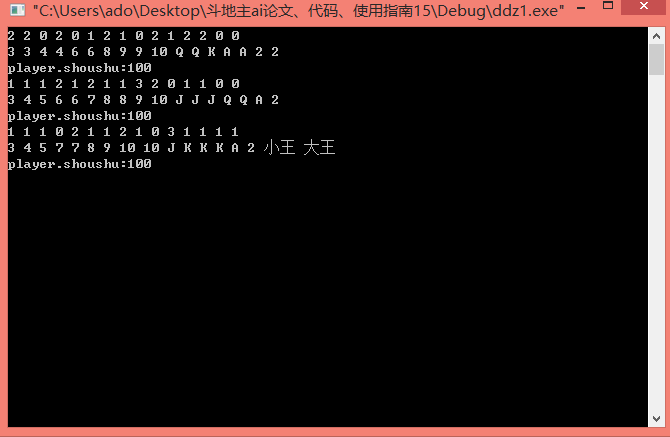 "C:\Users\ado\Desktop\斗地主ai论文、代码、使用指南15\Debug\ddz1.exe"
2 2 0 2 0 1 2 1 0 2 1 2 2 0 0
3 3 4 4 6 6 8 9 9 10 Q Q K A A 2 2
player.shoushu:100
1 1 1 2 1 2 1 1 3 2 0 1 1 0 0
3 4 5 6 6 7 8 8 9 10 J J J Q Q A 2
player.shoushu:100
1 1 1 0 2 1 1 2 1 0 3 1 1 1 1
3 4 5 7 7 8 9 10 10 J K K K A 2 小王 大王
player.shoushu:100